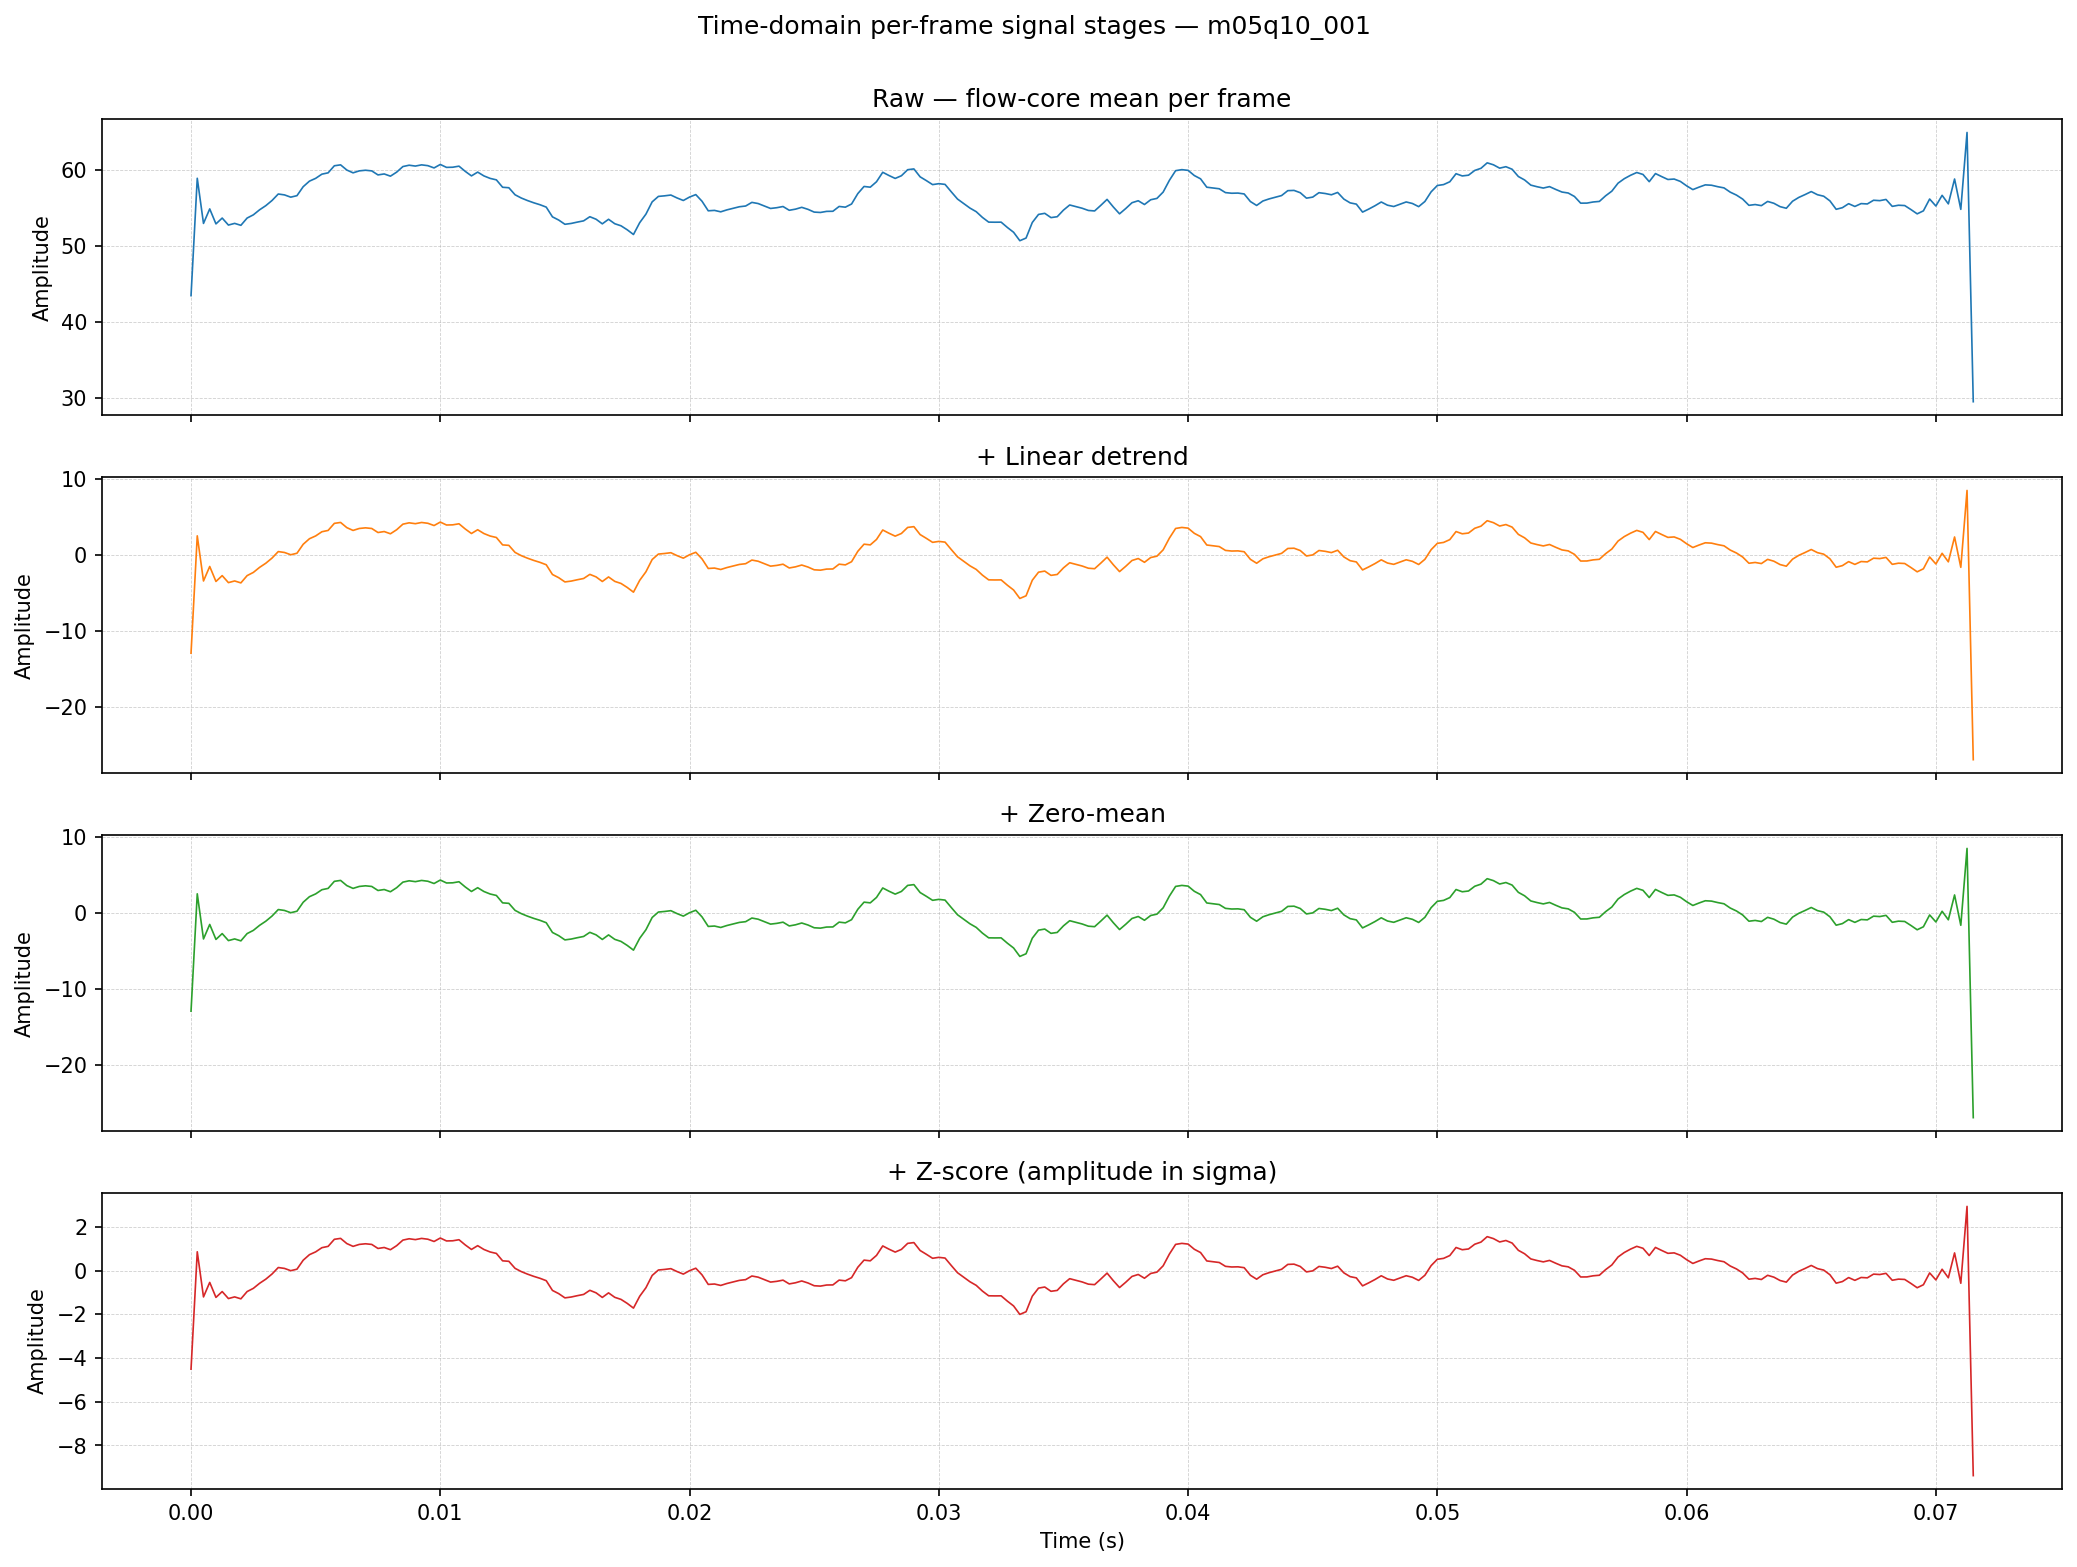 Time-domain per-frame signal stages — m05q10_001
Raw — flow-core mean per frame
Amplitude
60
50
40
30
+ Linear detrend
Amplitude
10
0
−10
−20
+ Zero-mean
Amplitude
10
0
−10
−20
+ Z-score (amplitude in sigma)
Amplitude
2
0
−2
−4
−6
−8
0.00 0.01 0.02 0.03 0.04 0.05 0.06 0.07
Time (s)